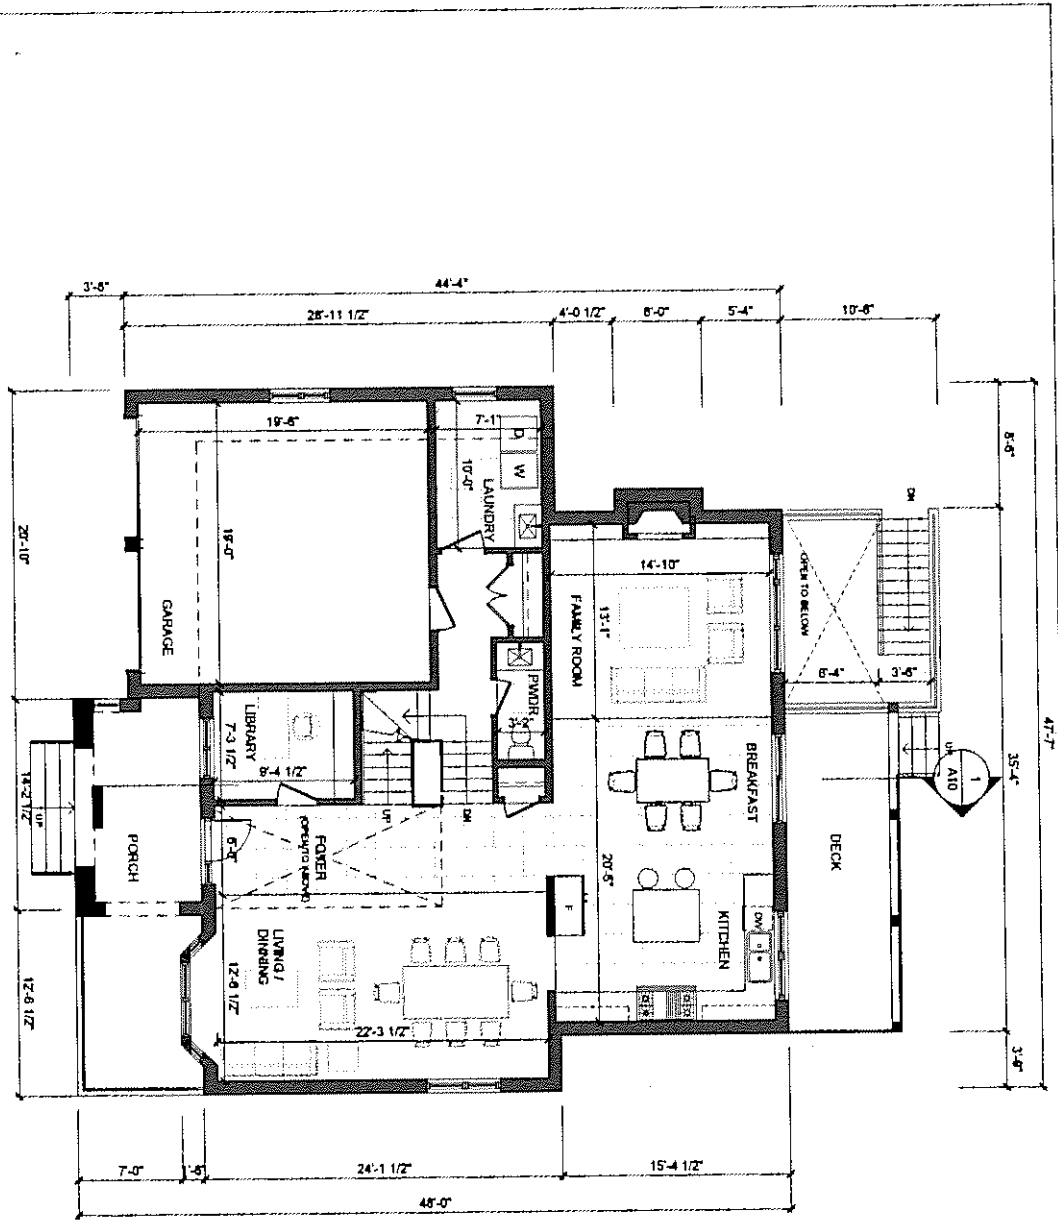 3'-6"
44'-4"
28'-11 1/2"
4'-0 1/2"
6'-0"
5'-4"
10'-6"
8'-6"
47'-7"
35'-4"
3'-9"
20'-10"
14'-2 1/2"
12'-6 1/2"
19'-6"
19'-0"
GARAGE
7'-1"
10'-0"
D
W
LAUNDRY
14'-10"
13'-1"
FAMILY ROOM
OPEN TO BELOW
DN
6'-4"
3'-6"
PWDR.
3'-2"
LIBRARY
7'-3 1/2"
9'-4 1/2"
UP
DN
BREAKFAST
DECK
UP
1
A10
UP
PORCH
FOYER
(OPEN TO ABOVE)
F
20'-5"
KITCHEN
DW
LIVING /
DINING
12'-6 1/2"
22'-3 1/2"
7'-0"
1'-6"
24'-1 1/2"
15'-4 1/2"
48'-0"